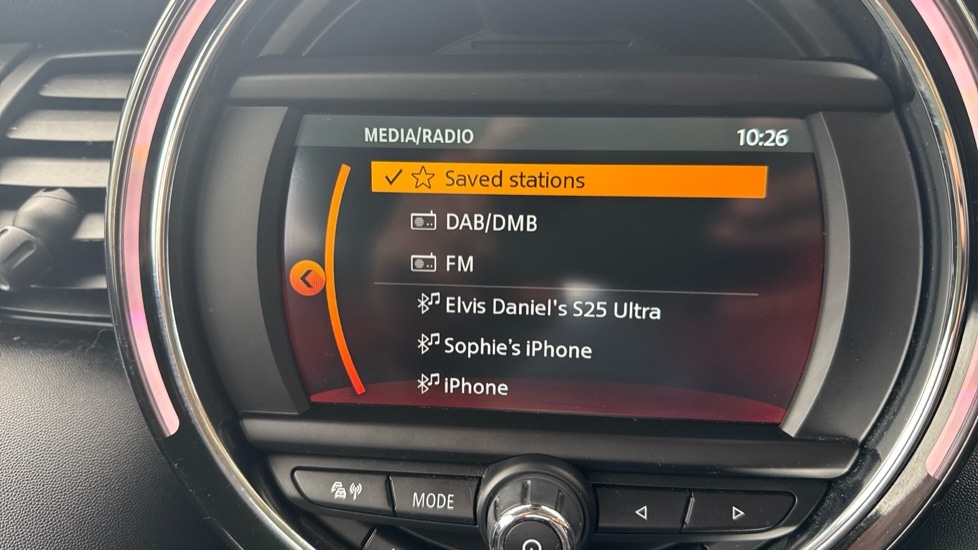 MEDIA/RADIO 10:26
Saved stations
DAB/DMB
FM
Elvis Daniel's S25 Ultra
Sophie's iPhone
iPhone
MODE